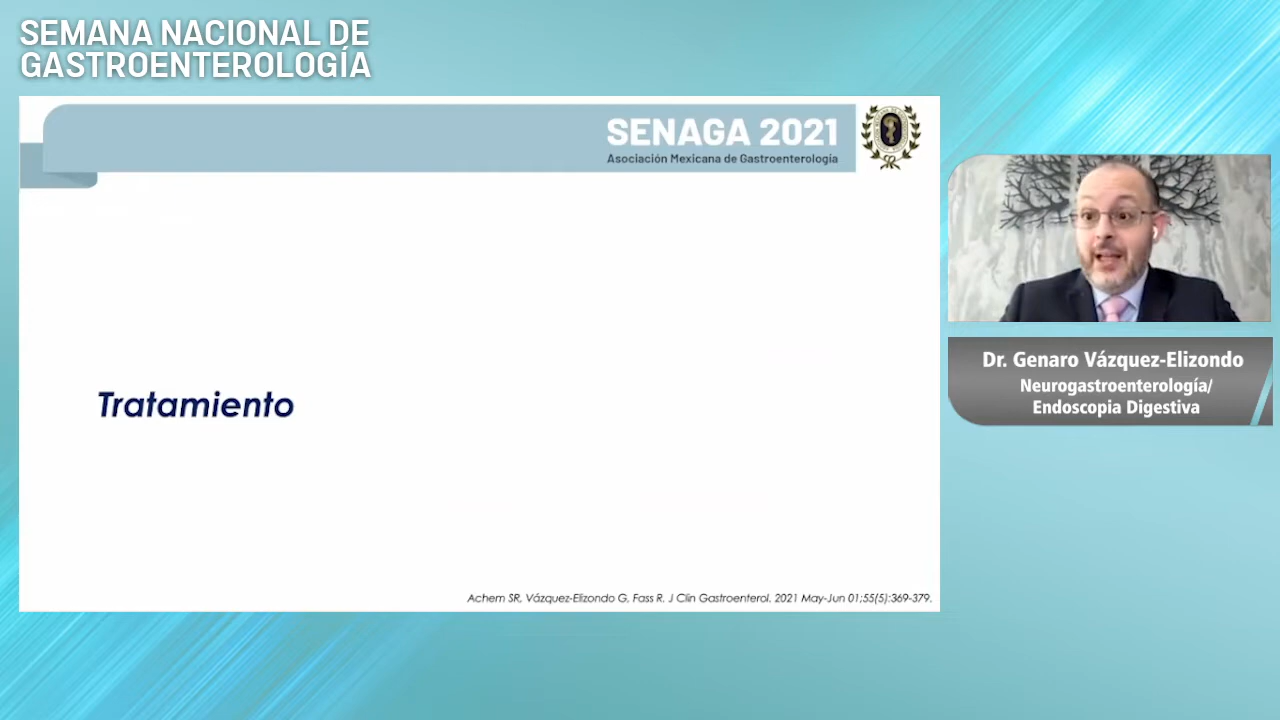 SEMANA NACIONAL DE
GASTROENTEROLOGÍA
SENAGA 2021
Asociación Mexicana de Gastroenterología
Tratamiento
Achem SR, Vázquez-Elizondo G, Fass R. J Clin Gastroenterol. 2021 May-Jun 01;55(5):369-379.
Dr. Genaro Vázquez-Elizondo
Neurogastroenterología/
Endoscopia Digestiva